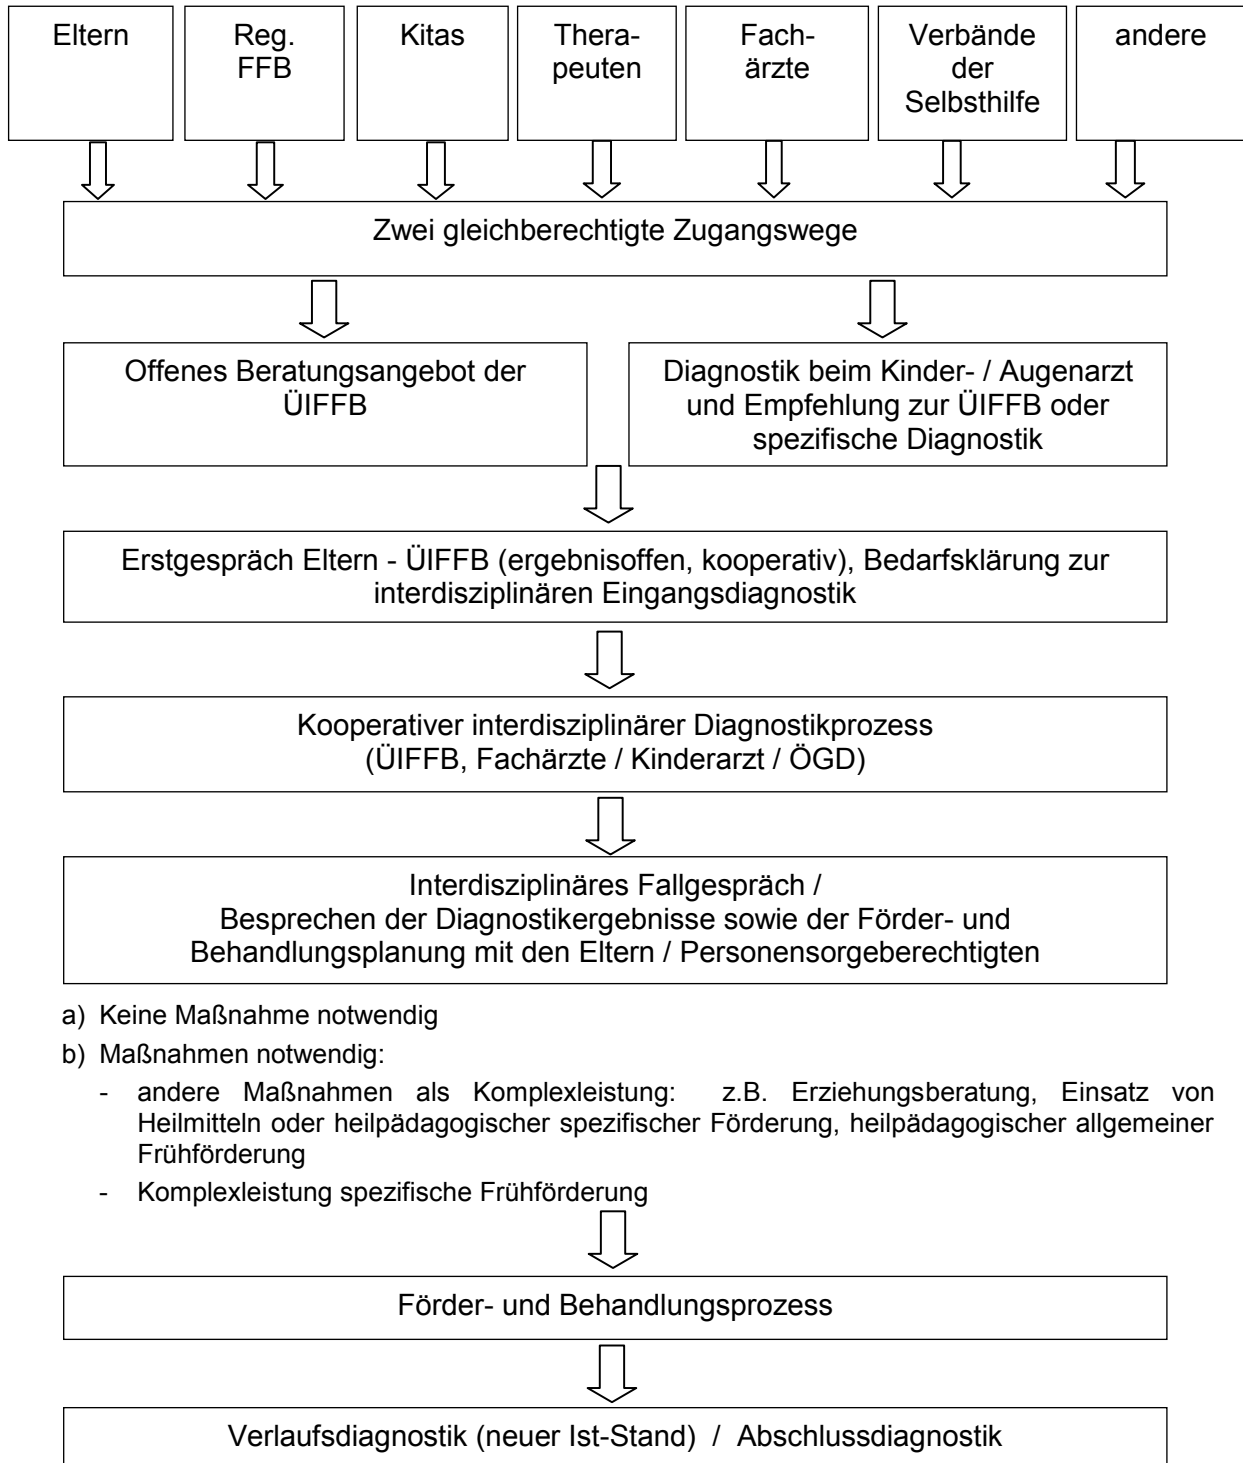 Eltern
Reg.
FFB
Kitas
Thera-
peuten
Fach-
ärzte
Verbände
der
Selbsthilfe
andere
Zwei gleichberechtigte Zugangswege
Offenes Beratungsangebot der
ÜIFFB
Diagnostik beim Kinder- / Augenarzt
und Empfehlung zur ÜIFFB oder
spezifische Diagnostik
Erstgespräch Eltern - ÜIFFB (ergebnisoffen, kooperativ), Bedarfsklärung zur
interdisziplinären Eingangsdiagnostik
Kooperativer interdisziplinärer Diagnostikprozess
(ÜIFFB, Fachärzte / Kinderarzt / ÖGD)
Interdisziplinäres Fallgespräch /
Besprechen der Diagnostikergebnisse sowie der Förder- und
Behandlungsplanung mit den Eltern / Personensorgeberechtigten
a) Keine Maßnahme notwendig
b) Maßnahmen notwendig:
- andere Maßnahmen als Komplexleistung: z.B. Erziehungsberatung, Einsatz von
Heilmitteln oder heilpädagogischer spezifischer Förderung, heilpädagogischer allgemeiner
Frühförderung
- Komplexleistung spezifische Frühförderung
Förder- und Behandlungsprozess
Verlaufsdiagnostik (neuer Ist-Stand) / Abschlussdiagnostik